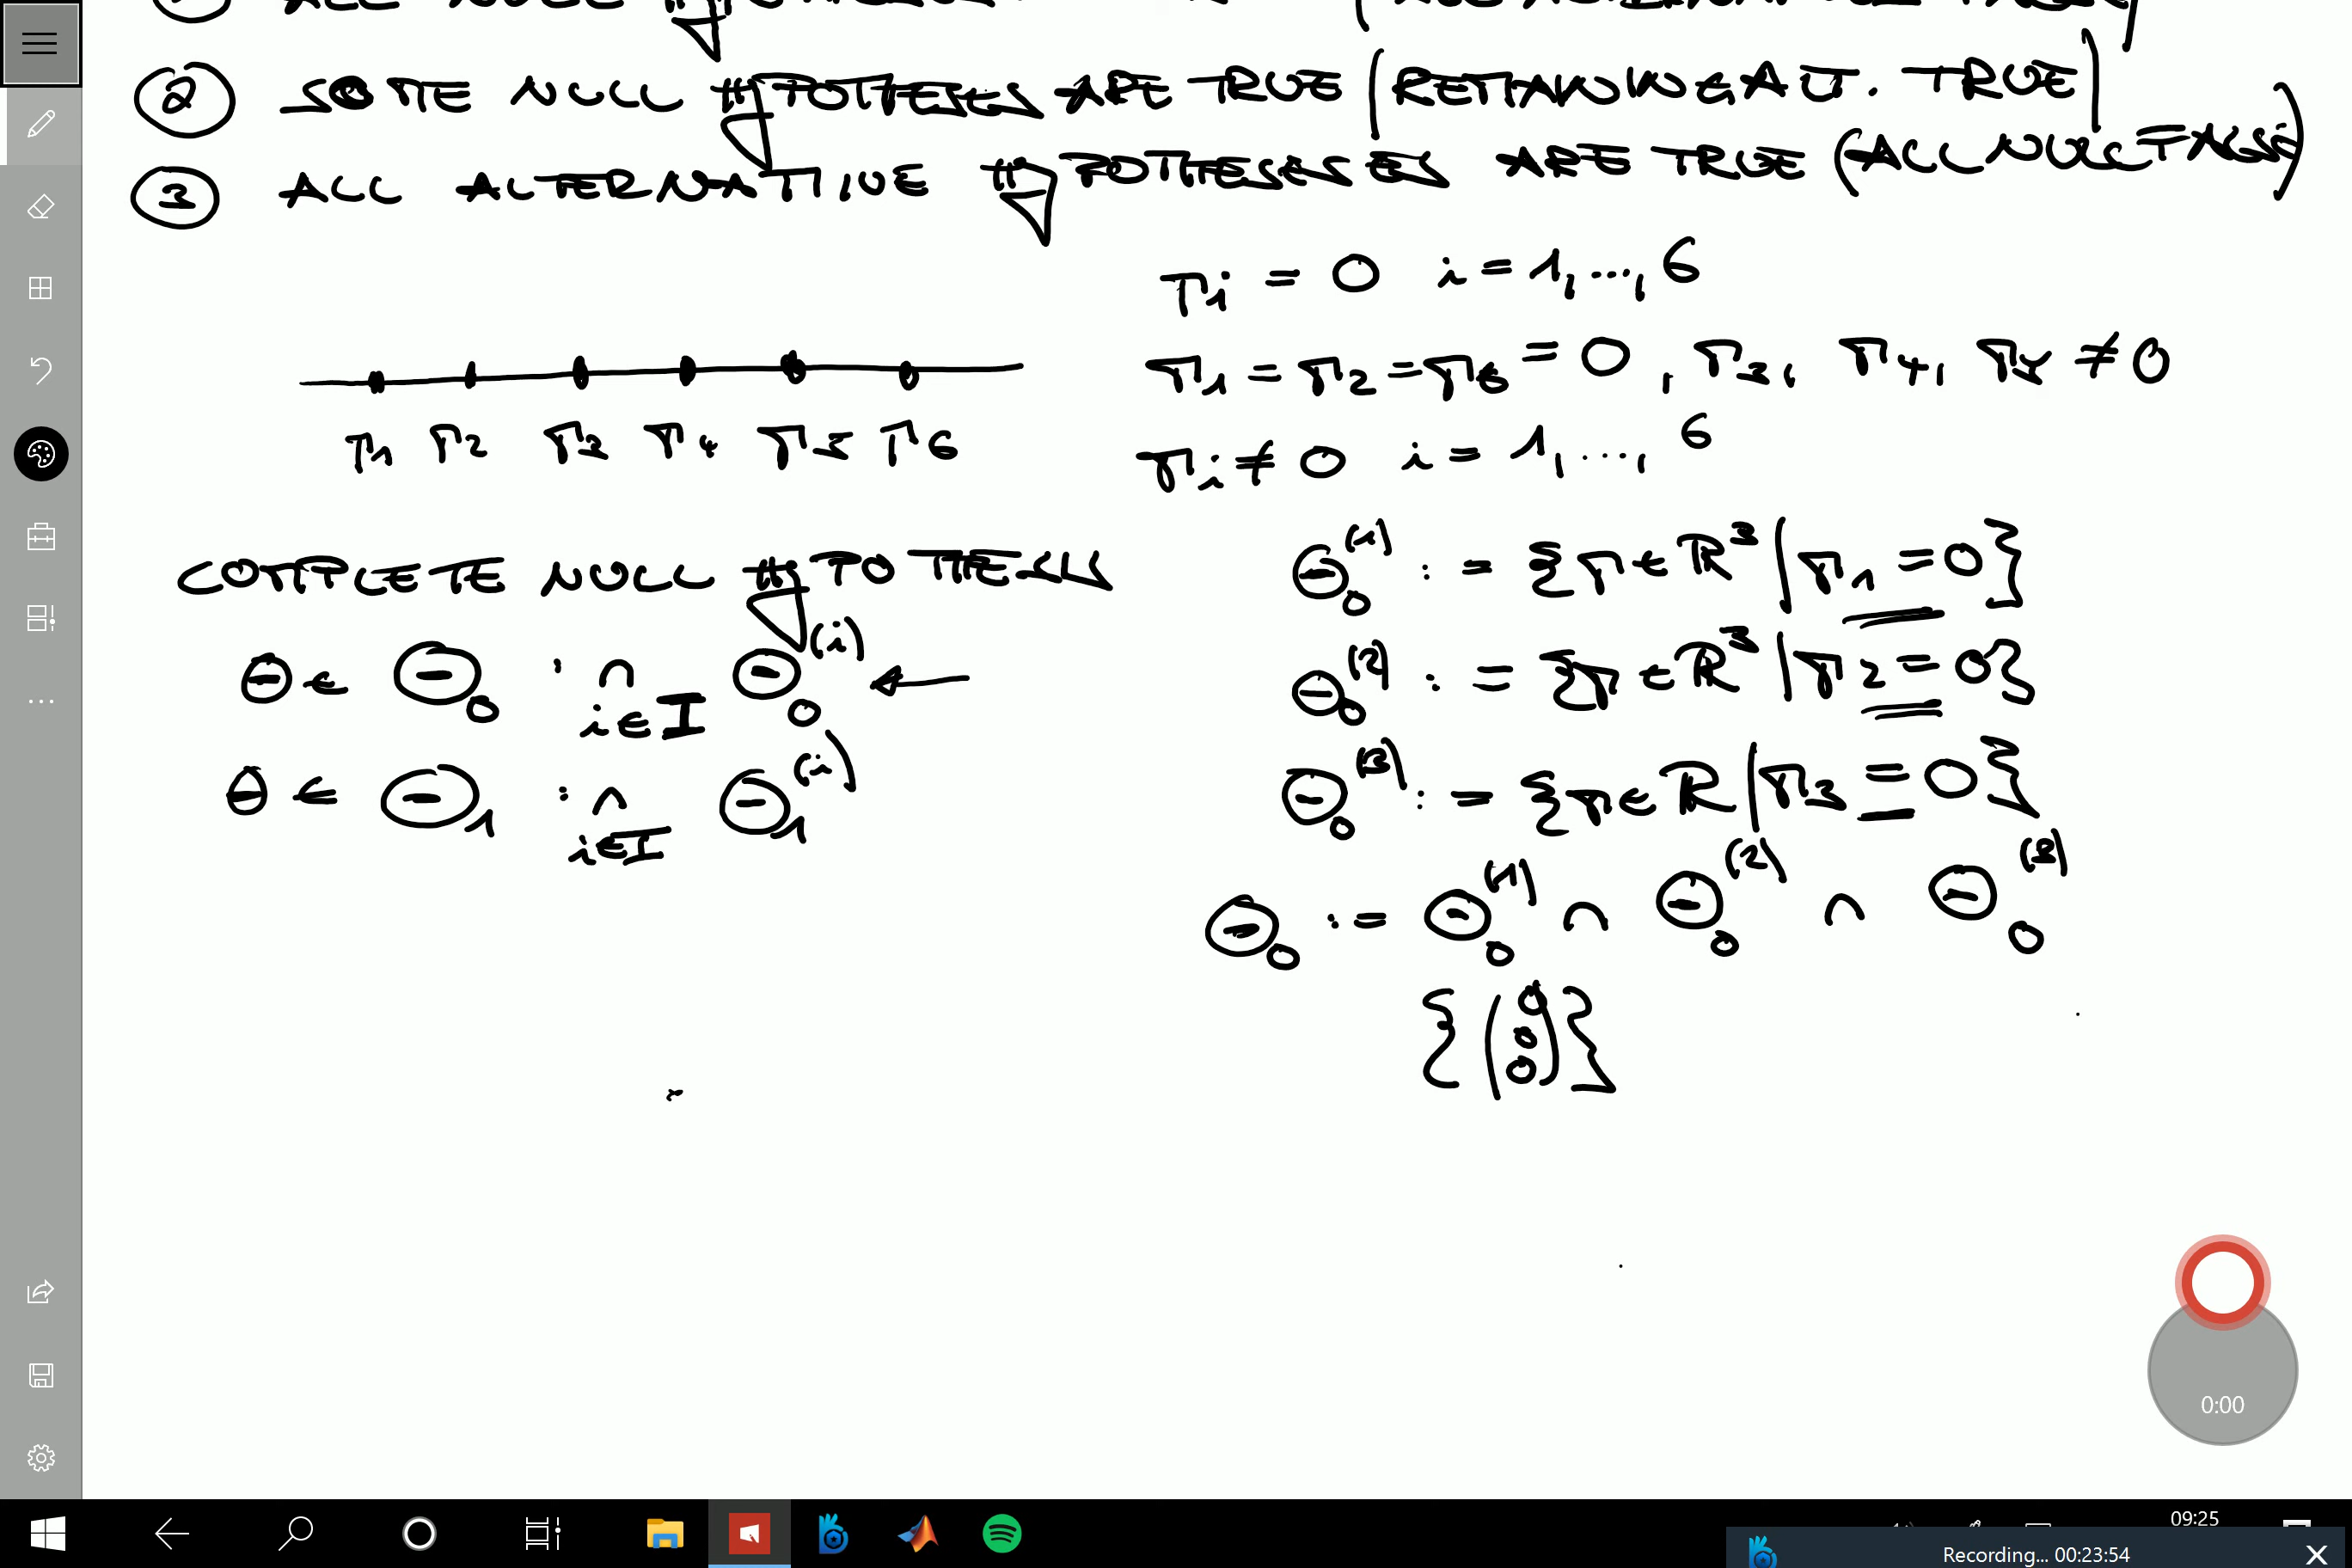 ② SOME NULL HYPOTHESES ARE TRUE (REMAINING ALT. TRUE)
③ ALL ALTERNATIVE HYPOTHESES ARE TRUE (ALL NULL FALSE)
μi = 0 i = 1, ..., 6
μ1 = μ2 = μ6 = 0, μ3, μ4, μ5 ≠ 0
μ1 μ2 μ3 μ4 μ5 μ6
μi ≠ 0 i = 1, ..., 6
COMPLETE NULL HYPOTHESIS
Θ₀⁽¹⁾ := {μ ∈ ℝ³ | μ1 = 0}
θ ∈ Θ₀ : ∩ i∈I Θ₀⁽ⁱ⁾ ←
Θ₀⁽²⁾ := {μ ∈ ℝ³ | μ2 = 0}
θ ∈ Θ₁ : ∩ i∈I Θ₁⁽ⁱ⁾
Θ₀⁽³⁾ := {μ ∈ ℝ | μ3 = 0}
Θ₀ := Θ₀⁽¹⁾ ∩ Θ₀⁽²⁾ ∩ Θ₀⁽³⁾
{(0 0 0)}
0:00
09:25
Recording... 00:23:54